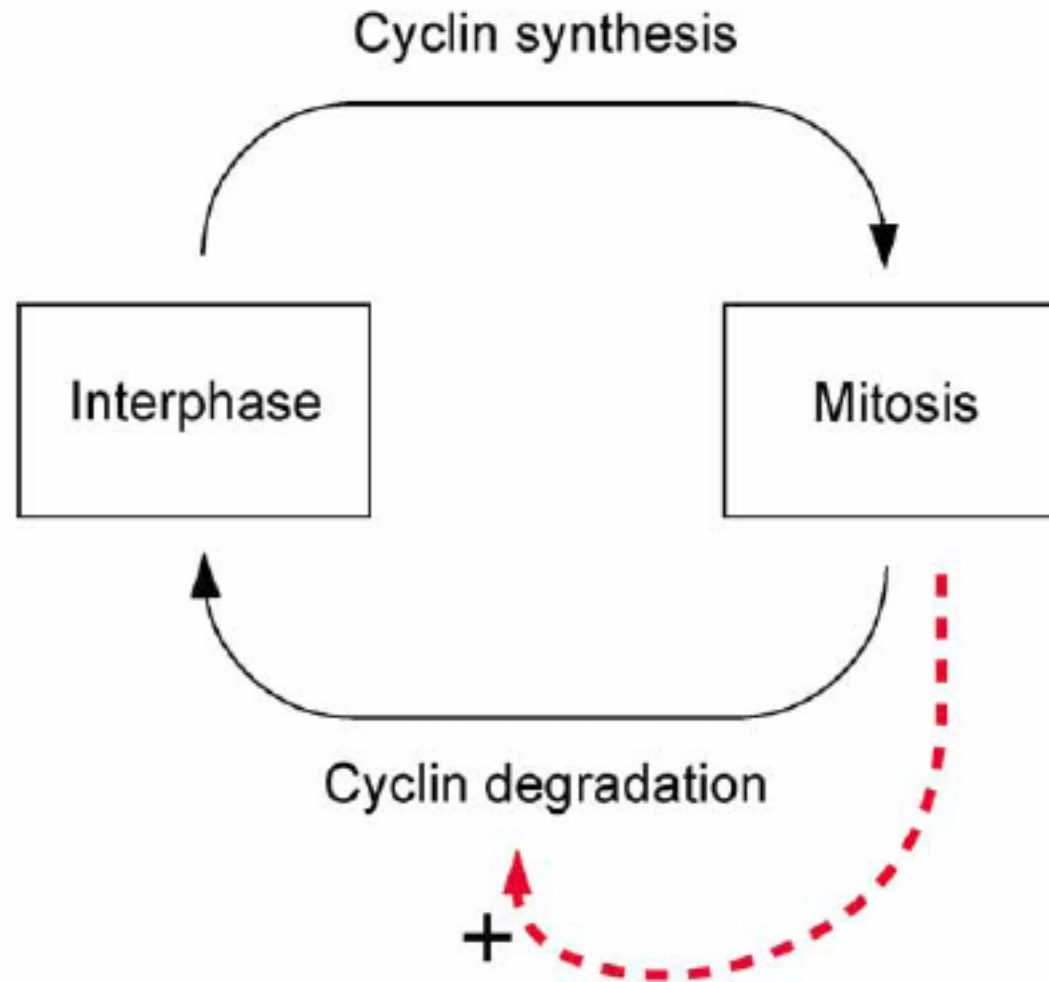 Cyclin synthesis
Interphase
Mitosis
Cyclin degradation
+